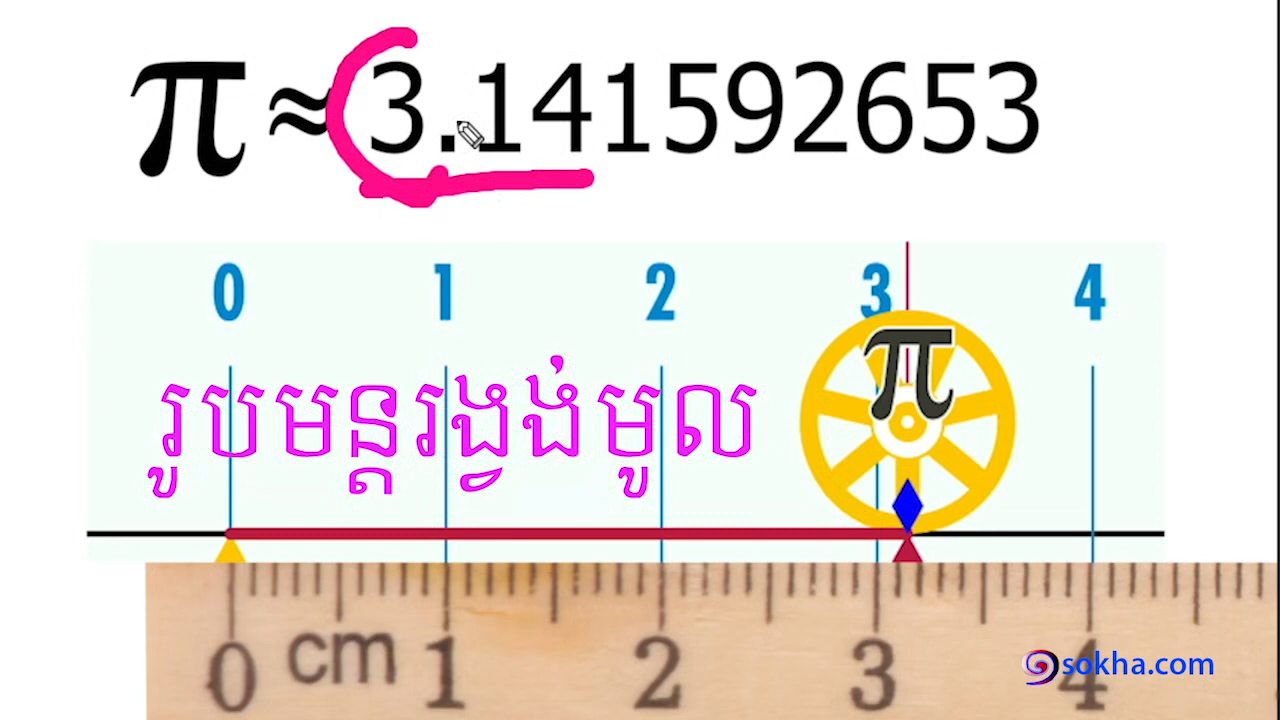 π≈3.141592653
0 1 2 3 4
π
រូបមន្តរង្វង់មូល
0 cm 1 2 3 4
sokha.com